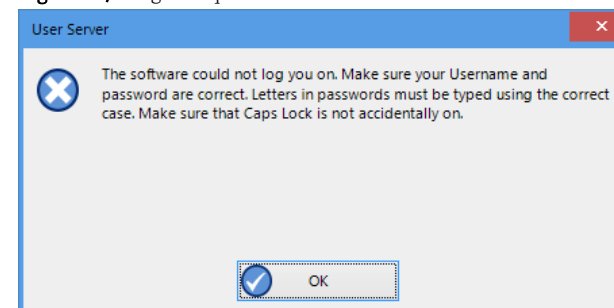 User Server
The software could not log you on. Make sure your Username and
password are correct. Letters in passwords must be typed using the correct
case. Make sure that Caps Lock is not accidentally on.
OK